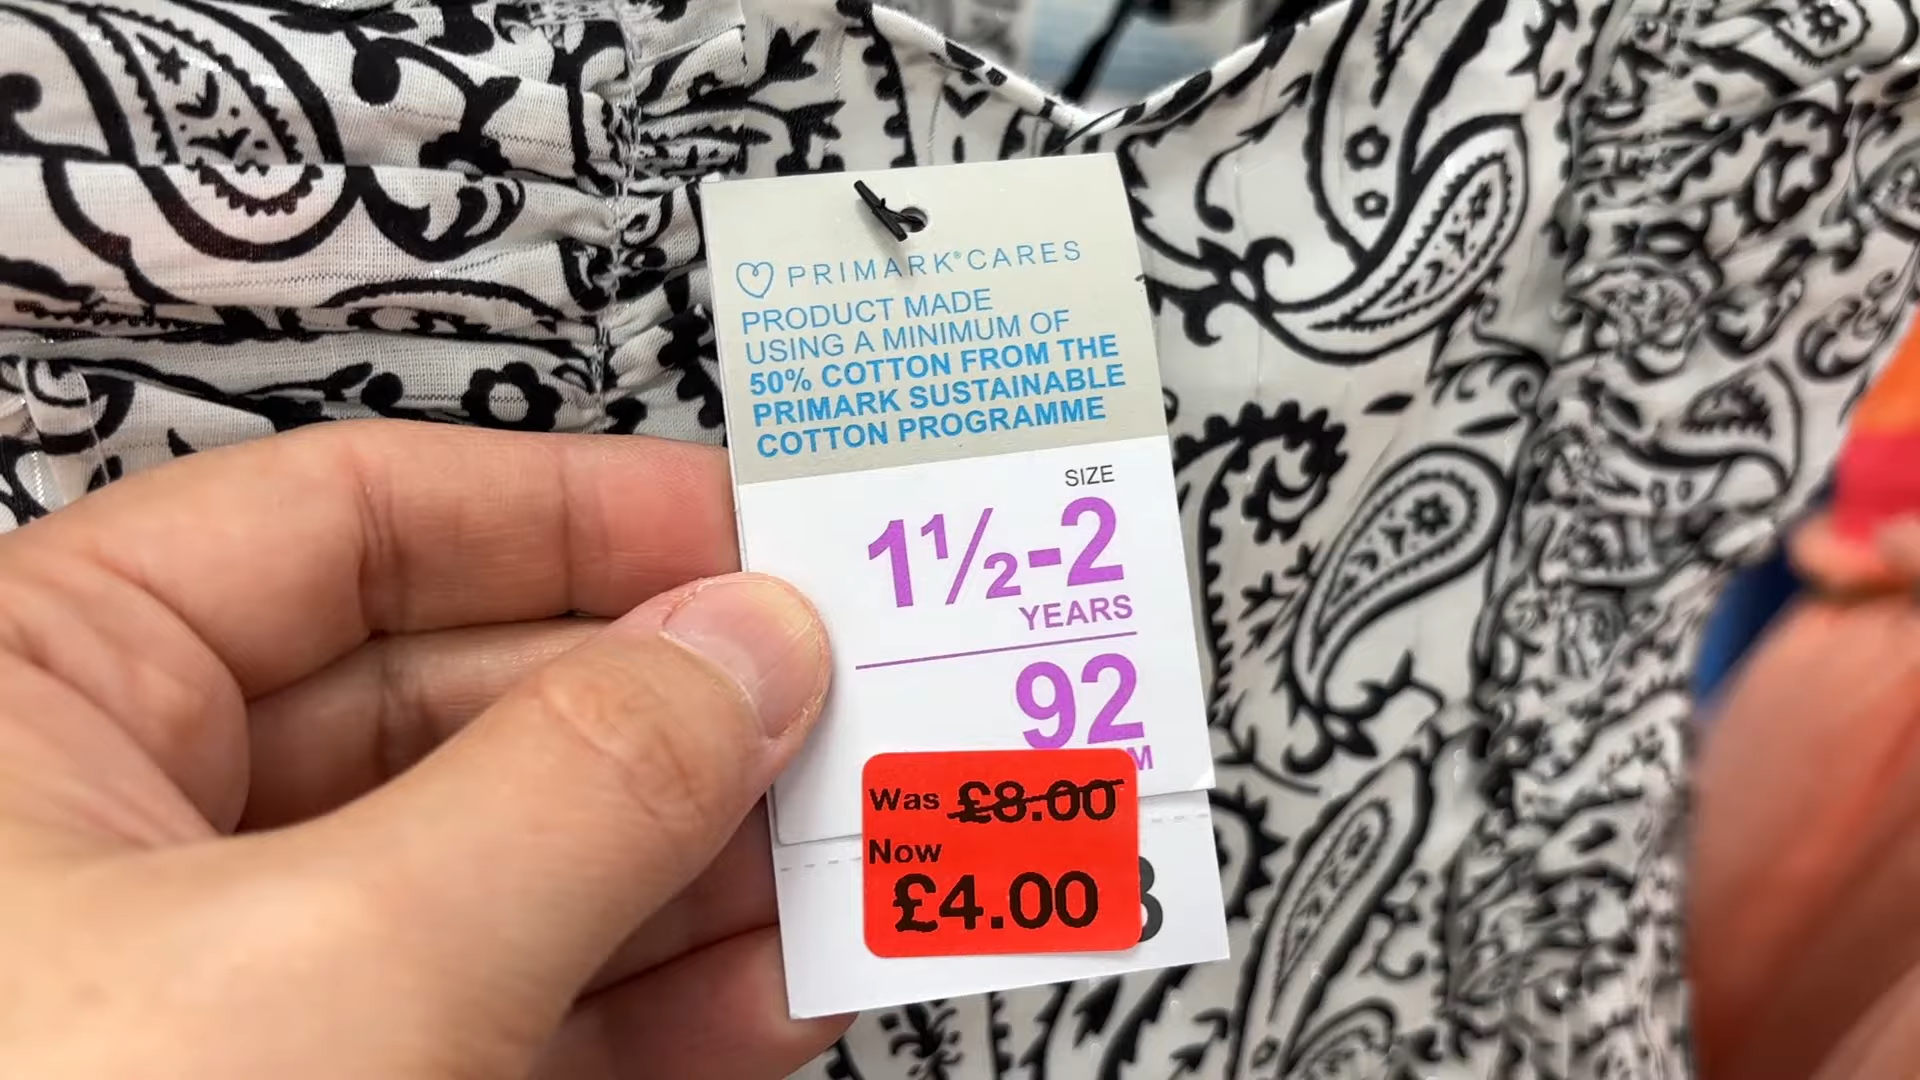 PRIMARK®CARES
PRODUCT MADE
USING A MINIMUM OF
50% COTTON FROM THE
PRIMARK SUSTAINABLE
COTTON PROGRAMME
SIZE
1½-2
YEARS
92
Was £8.00
Now
£4.00